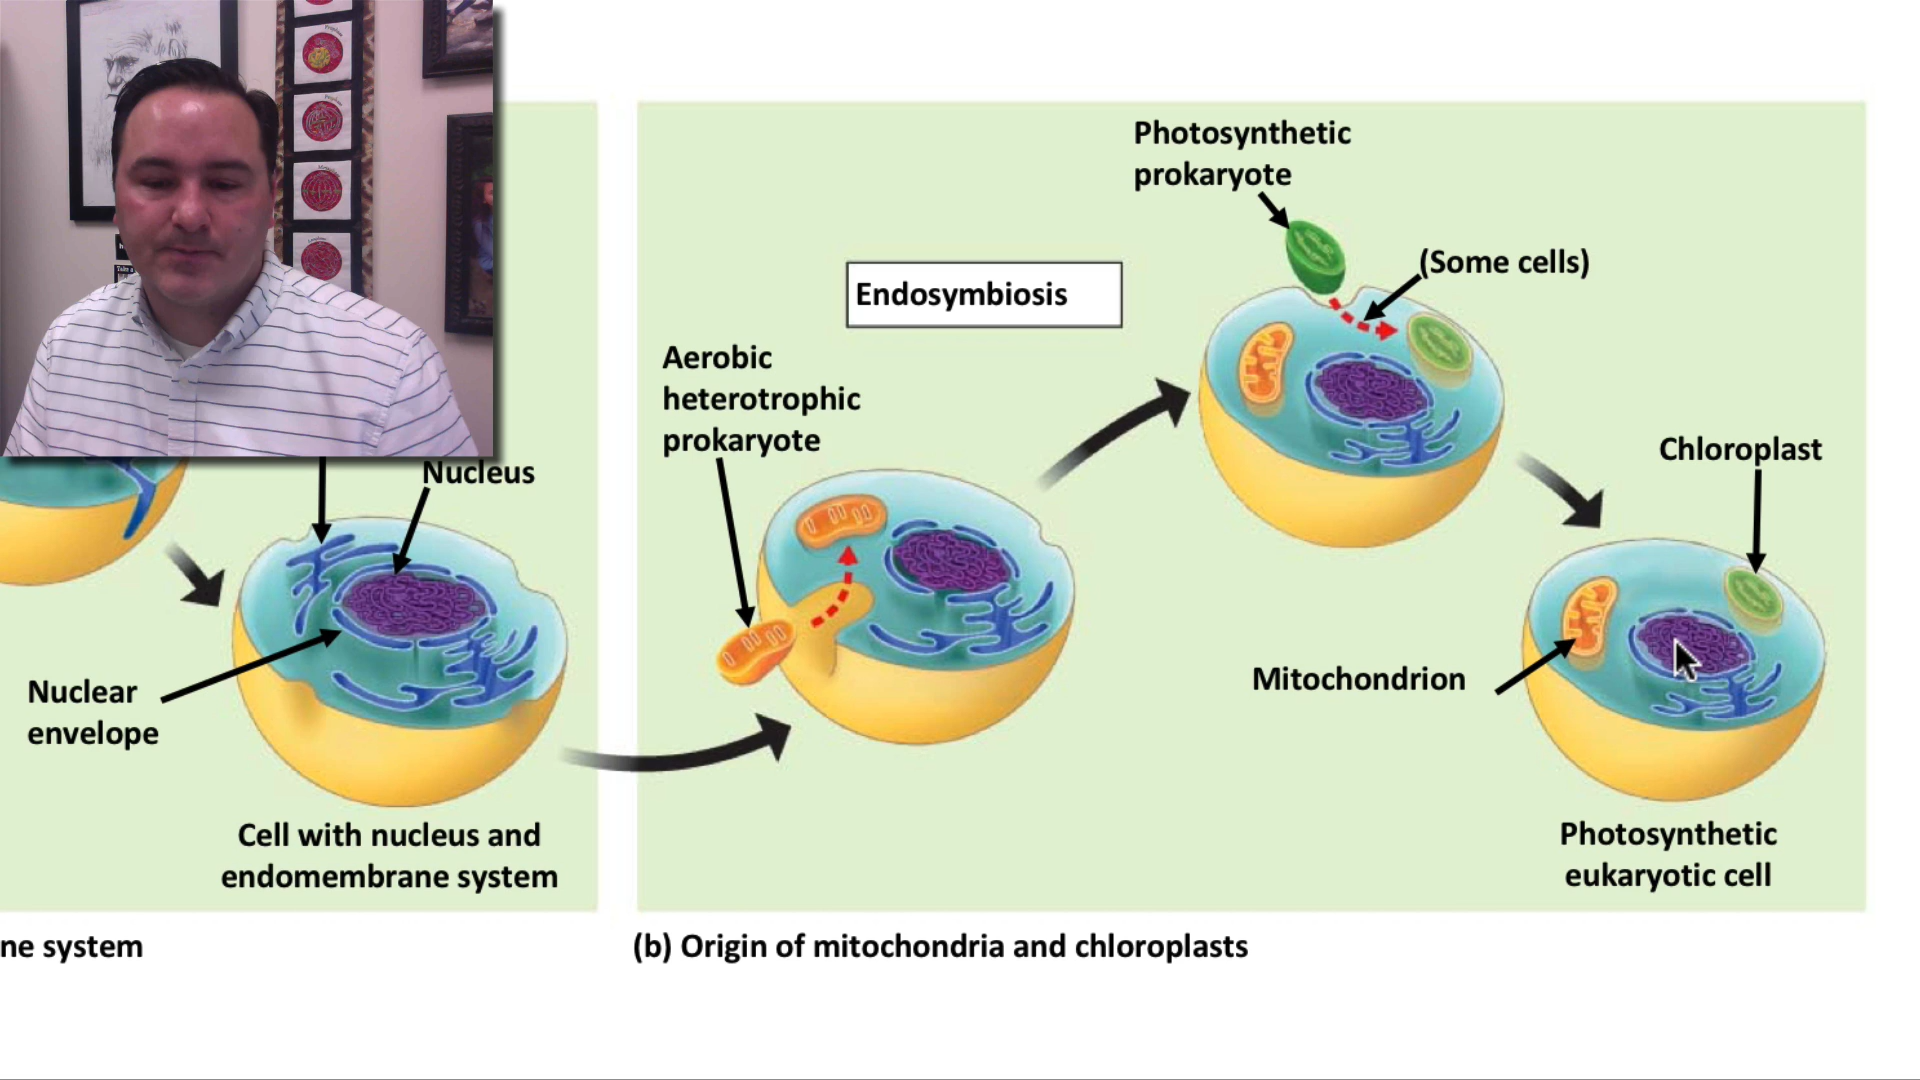 Photosynthetic
prokaryote
(Some cells)
Endosymbiosis
Aerobic
heterotrophic
prokaryote
Chloroplast
Nucleus
Mitochondrion
Nuclear
envelope
Cell with nucleus and
endomembrane system
Photosynthetic
eukaryotic cell
ne system
(b) Origin of mitochondria and chloroplasts